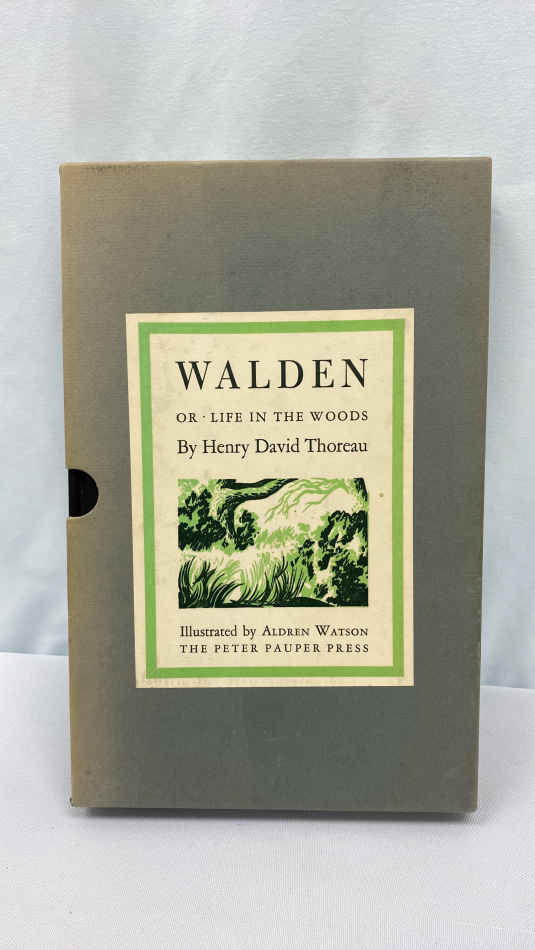 WALDEN
OR · LIFE IN THE WOODS
By Henry David Thoreau
Illustrated by ALDREN WATSON
THE PETER PAUPER PRESS